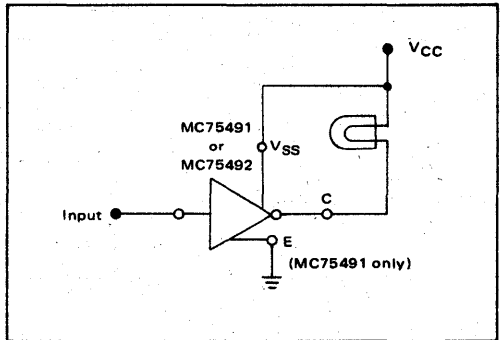 VCC
MC75491
or
MC75492
VSS
C
Input
E
(MC75491 only)